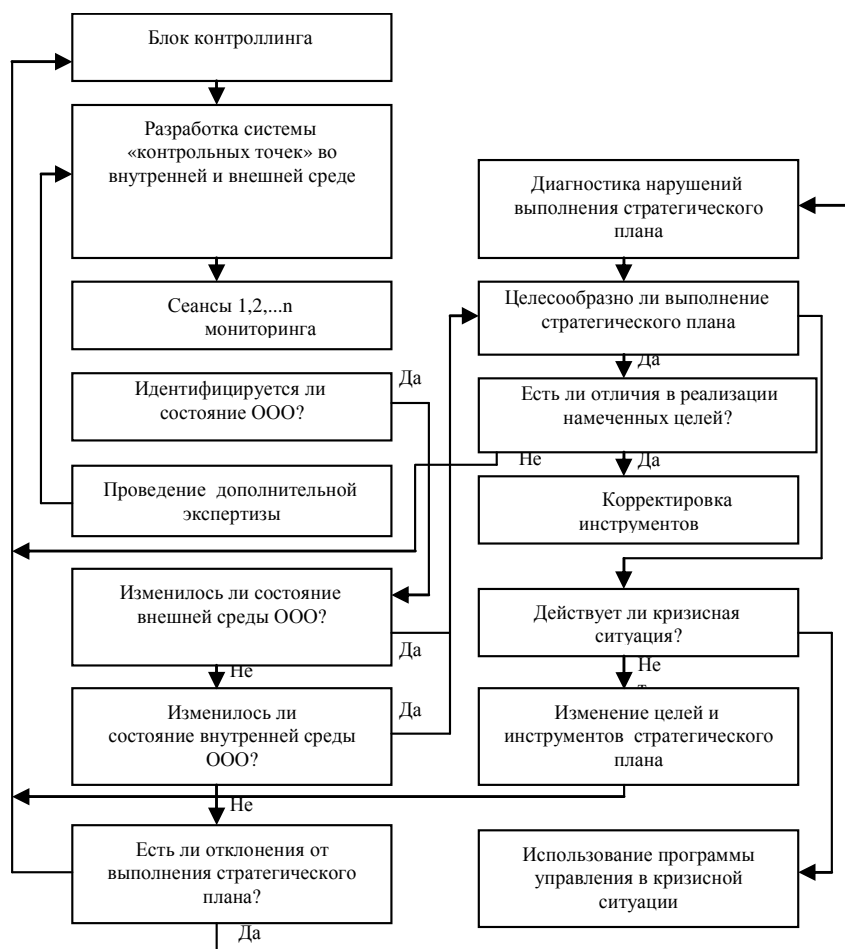 Блок контроллинга
Разработка системы
«контрольных точек» во
внутренней и внешней среде
Сеансы 1,2,...n
мониторинга
Идентифицируется ли
состояние ООО?
Да
Проведение дополнительной
экспертизы
Изменилось ли состояние
внешней среды ООО?
Да
Не
Изменилось ли
состояние внутренней среды
ООО?
Да
Не
Есть ли отклонения от
выполнения стратегического
плана?
Да
Диагностика нарушений
выполнения стратегического
плана
Целесообразно ли выполнение
стратегического плана
Да
Есть ли отличия в реализации
намеченных целей?
Не
Да
Корректировка
инструментов
Действует ли кризисная
ситуация?
Не
т
Изменение целей и
инструментов стратегического
плана
Использование программы
управления в кризисной
ситуации